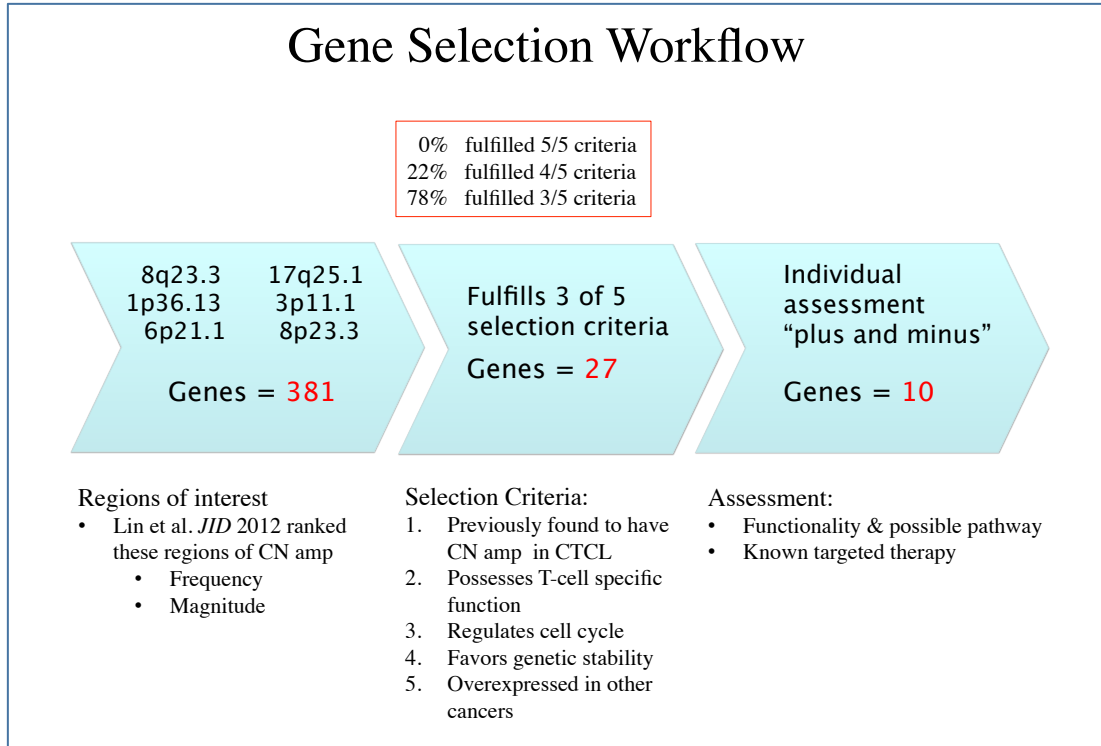 Gene Selection Workflow
0% fulfilled 5/5 criteria
22% fulfilled 4/5 criteria
78% fulfilled 3/5 criteria
8q23.3 17q25.1
1p36.13 3p11.1
6p21.1 8p23.3
Genes = 381
Fulfills 3 of 5
selection criteria
Genes = 27
Individual
assessment
“plus and minus”
Genes = 10
Regions of interest
• Lin et al. JID 2012 ranked
these regions of CN amp
• Frequency
• Magnitude
Selection Criteria:
1. Previously found to have
CN amp in CTCL
2. Possesses T-cell specific
function
3. Regulates cell cycle
4. Favors genetic stability
5. Overexpressed in other
cancers
Assessment:
• Functionality & possible pathway
• Known targeted therapy